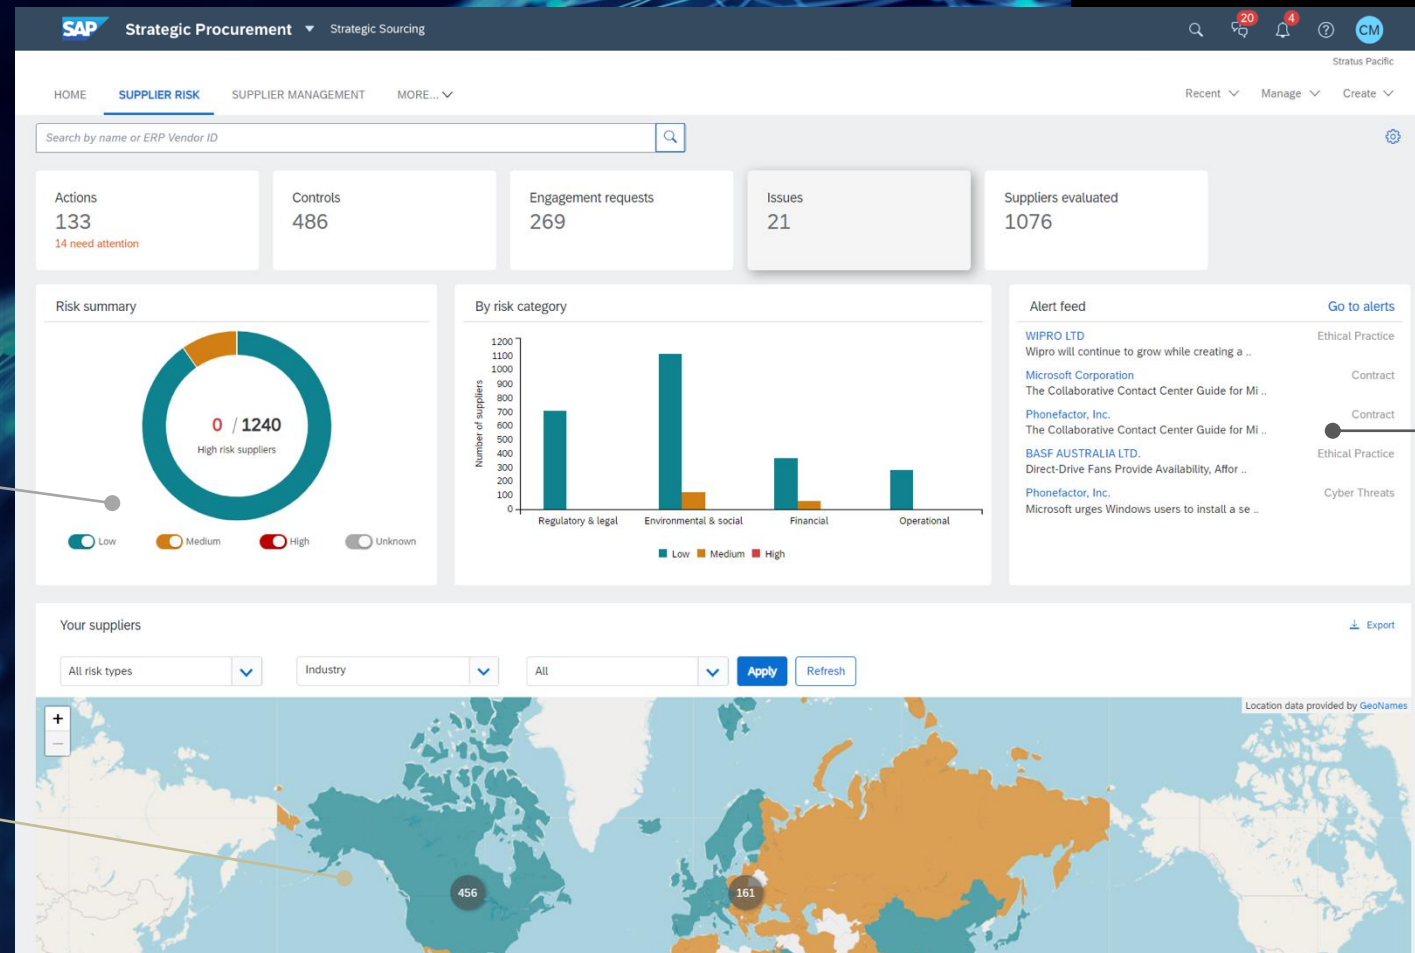 SAP Strategic Procurement Strategic Sourcing 20 4 CM
Stratus Pacific
HOME SUPPLIER RISK SUPPLIER MANAGEMENT MORE... Recent Manage Create
Search by name or ERP Vendor ID
Actions
133
14 need attention
Controls
486
Engagement requests
269
Issues
21
Suppliers evaluated
1076
Risk summary
0 / 1240
High risk suppliers
Low Medium High Unknown
By risk category
Number of suppliers
1200
1100
1000
900
800
700
600
500
400
300
200
100
0
Regulatory & legal Environmental & social Financial Operational
Low Medium High
Alert feed Go to alerts
WIPRO LTD Ethical Practice
Wipro will continue to grow while creating a ..
Microsoft Corporation Contract
The Collaborative Contact Center Guide for Mi ..
Phonefactor, Inc. Contract
The Collaborative Contact Center Guide for Mi ..
BASF AUSTRALIA LTD. Ethical Practice
Direct-Drive Fans Provide Availability, Affor ..
Phonefactor, Inc. Cyber Threats
Microsoft urges Windows users to install a se ..
Your suppliers Export
All risk types Industry All Apply Refresh
+
−
Location data provided by GeoNames
456 161